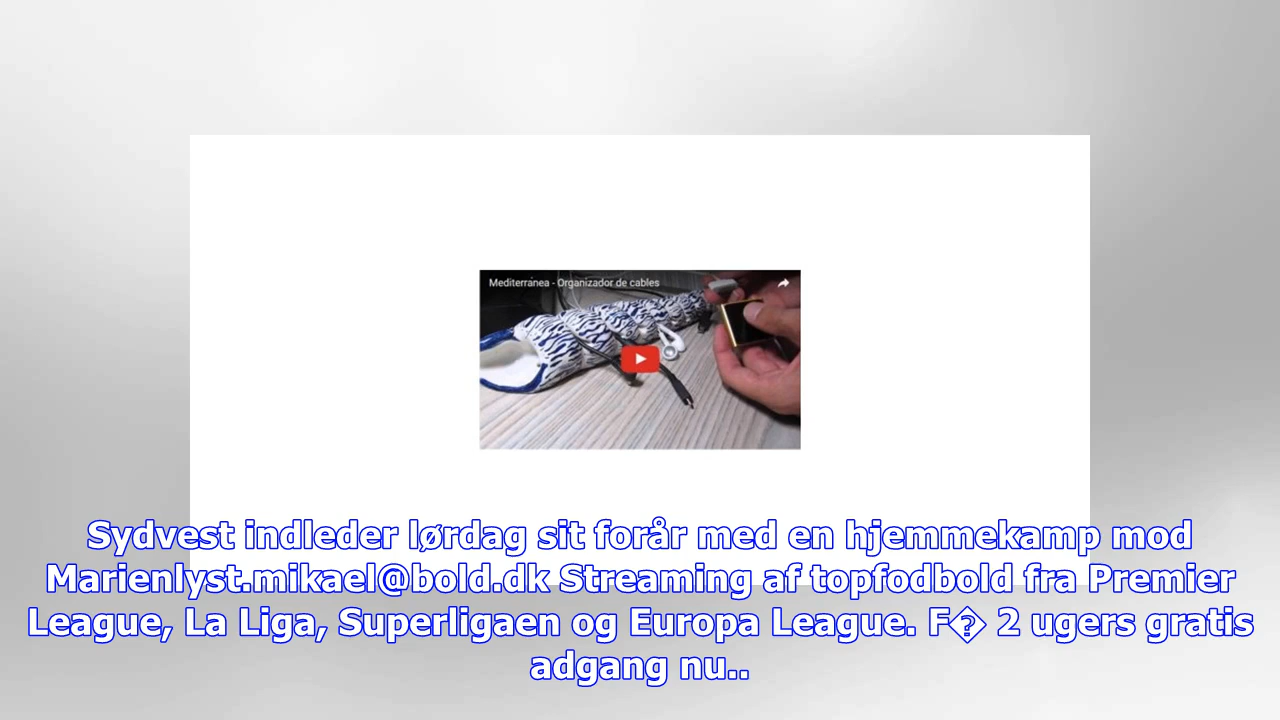 Mediterránea - Organizador de cables
Sydvest indleder lørdag sit forår med en hjemmekamp mod
Marienlyst.mikael@bold.dk Streaming af topfodbold fra Premier
League, La Liga, Superligaen og Europa League. F� 2 ugers gratis
adgang nu..